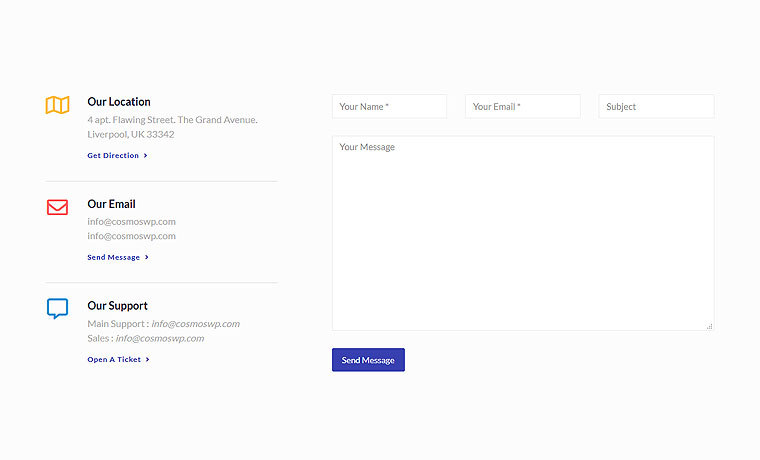 Our Location
4 apt. Flawing Street. The Grand Avenue.
Liverpool, UK 33342
Get Direction
Our Email
info@cosmoswp.com
info@cosmoswp.com
Send Message
Our Support
Main Support : info@cosmoswp.com
Sales : info@cosmoswp.com
Open A Ticket
Your Name *
Your Email *
Subject
Your Message
Send Message